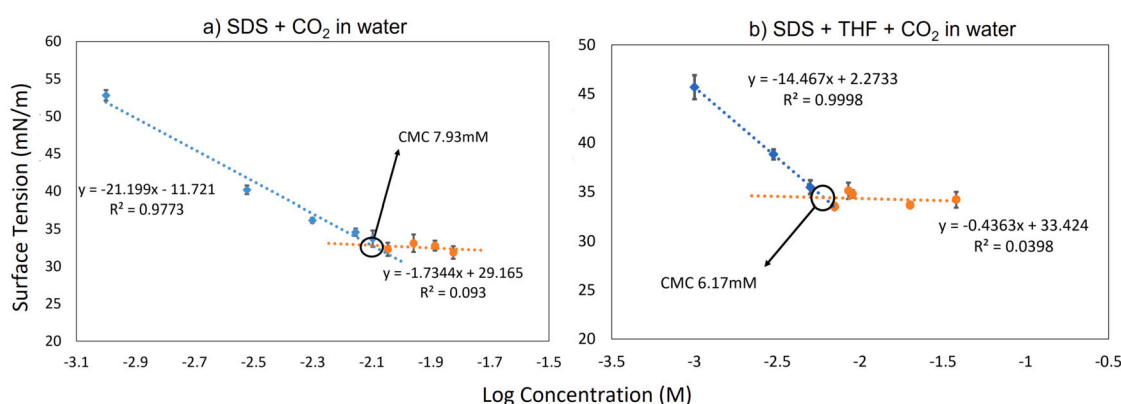 a) SDS + CO₂ in water
60
55
50
45
40
35
30
25
20
Surface Tension (mN/m)
y = -21.199x - 11.721
R² = 0.9773
CMC 7.93mM
y = -1.7344x + 29.165
R² = 0.093
-3.1 -2.9 -2.7 -2.5 -2.3 -2.1 -1.9 -1.7 -1.5
b) SDS + THF + CO₂ in water
50
45
40
35
30
25
20
y = -14.467x + 2.2733
R² = 0.9998
y = -0.4363x + 33.424
R² = 0.0398
CMC 6.17mM
-3 -2.5 -2 -1.5 -1 -0.5
Log Concentration (M)